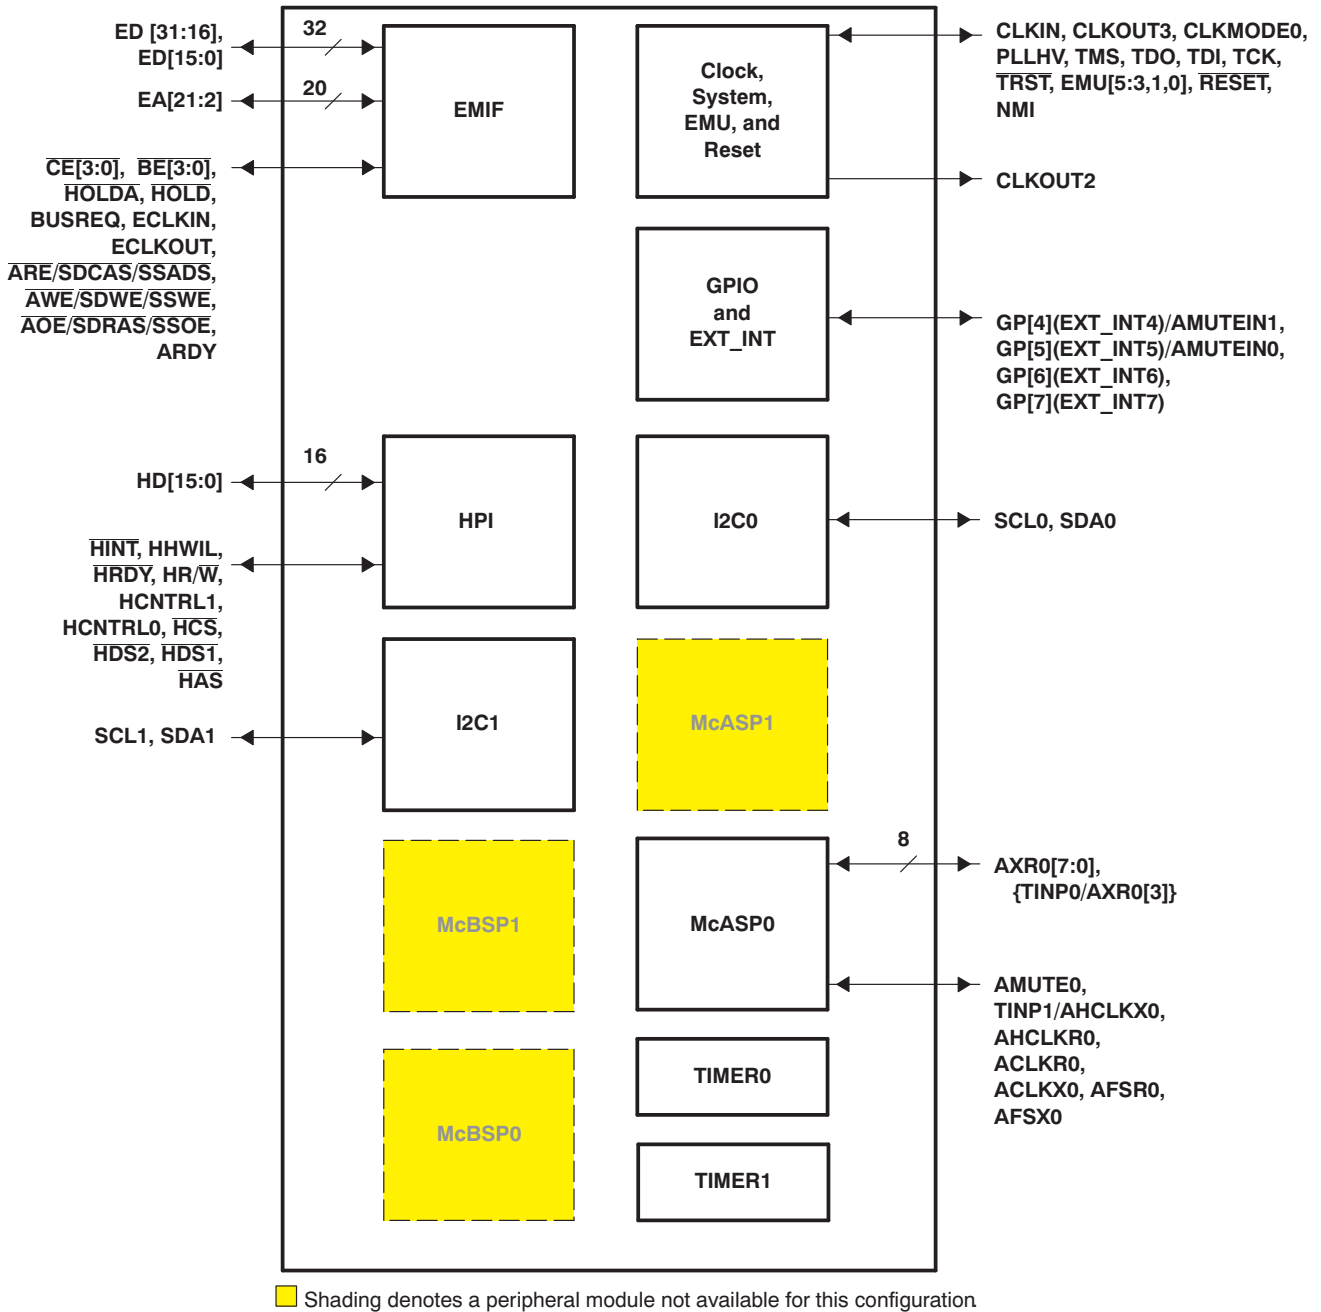 ED [31:16],
ED[15:0]
32
EA[21:2]
20
EMIF
CE[3:0], BE[3:0],
HOLDA, HOLD,
BUSREQ, ECLKIN,
ECLKOUT,
ARE/SDCAS/SSADS,
AWE/SDWE/SSWE,
AOE/SDRAS/SSOE,
ARDY
Clock,
System,
EMU, and
Reset
CLKIN, CLKOUT3, CLKMODE0,
PLLHV, TMS, TDO, TDI, TCK,
TRST, EMU[5:3,1,0], RESET,
NMI
CLKOUT2
GPIO
and
EXT_INT
GP[4](EXT_INT4)/AMUTEIN1,
GP[5](EXT_INT5)/AMUTEIN0,
GP[6](EXT_INT6),
GP[7](EXT_INT7)
HD[15:0]
16
HPI
HINT, HHWIL,
HRDY, HR/W,
HCNTRL1,
HCNTRL0, HCS,
HDS2, HDS1,
HAS
I2C0
SCL0, SDA0
SCL1, SDA1
I2C1
McASP1
McBSP1
McASP0
8
AXR0[7:0],
{TINP0/AXR0[3]}
AMUTE0,
TINP1/AHCLKX0,
AHCLKR0,
ACLKR0,
ACLKX0, AFSR0,
AFSX0
McBSP0
TIMER0
TIMER1
Shading denotes a peripheral module not available for this configuration.